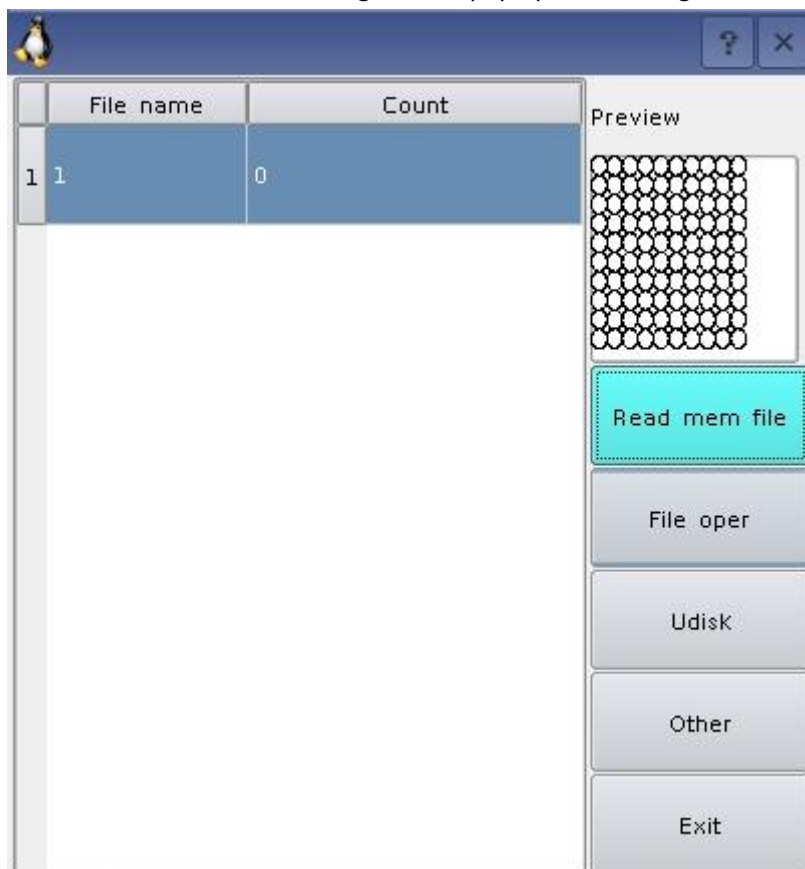 ?
×
File name Count
Preview
1 1 0
Read mem file
File oper
Udisk
Other
Exit